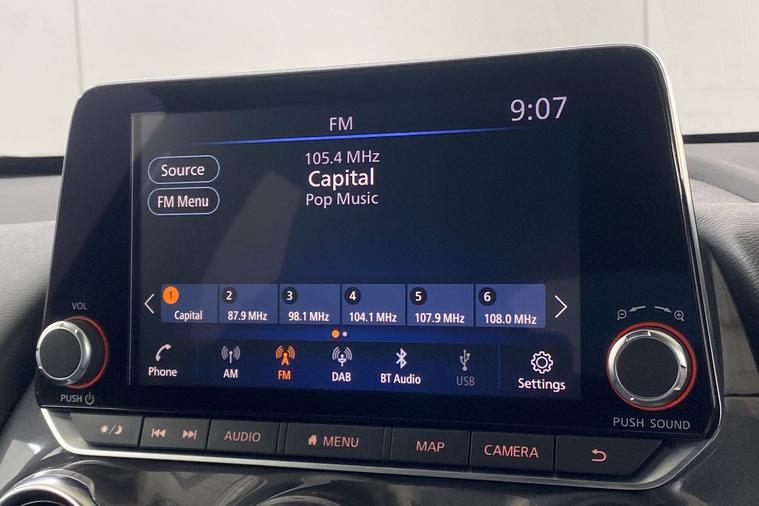 FM
9:07
105.4 MHz
Source
Capital
FM Menu
Pop Music
1 2 3 4 5 6
Capital 87.9 MHz 98.1 MHz 104.1 MHz 107.9 MHz 108.0 MHz
VOL
Phone AM FM DAB BT Audio USB Settings
PUSH
PUSH SOUND
AUDIO MENU MAP CAMERA